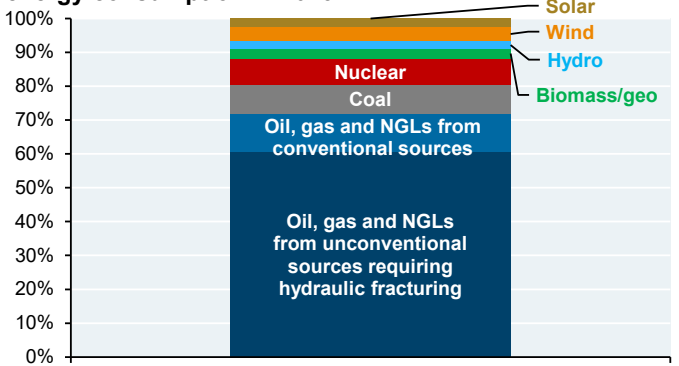 Solar
100%
Wind
90%
Hydro
Nuclear
80%
Biomass/geo
Coal
70%
Oil, gas and NGLs from
conventional sources
60%
50%
40%
Oil, gas and NGLs
from unconventional
30%
sources requiring
hydraulic fracturing
20%
10%
0%